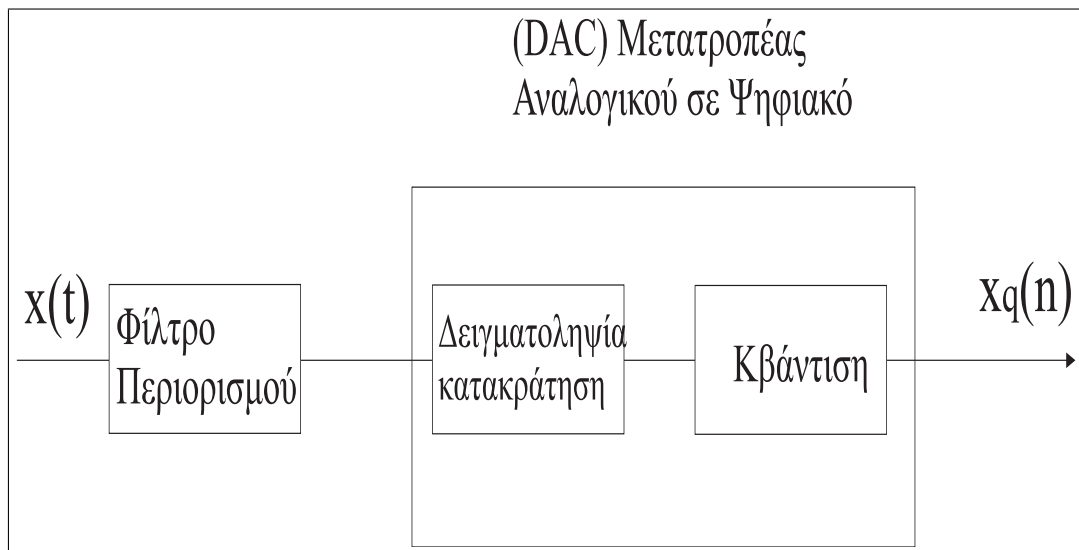 (DAC) Μετατροπέας
Αναλογικού σε Ψηφιακό
x(t)
Φίλτρο
Περιορισμού
Δειγματοληψία
κατακράτηση
Κβάντιση
xq(n)